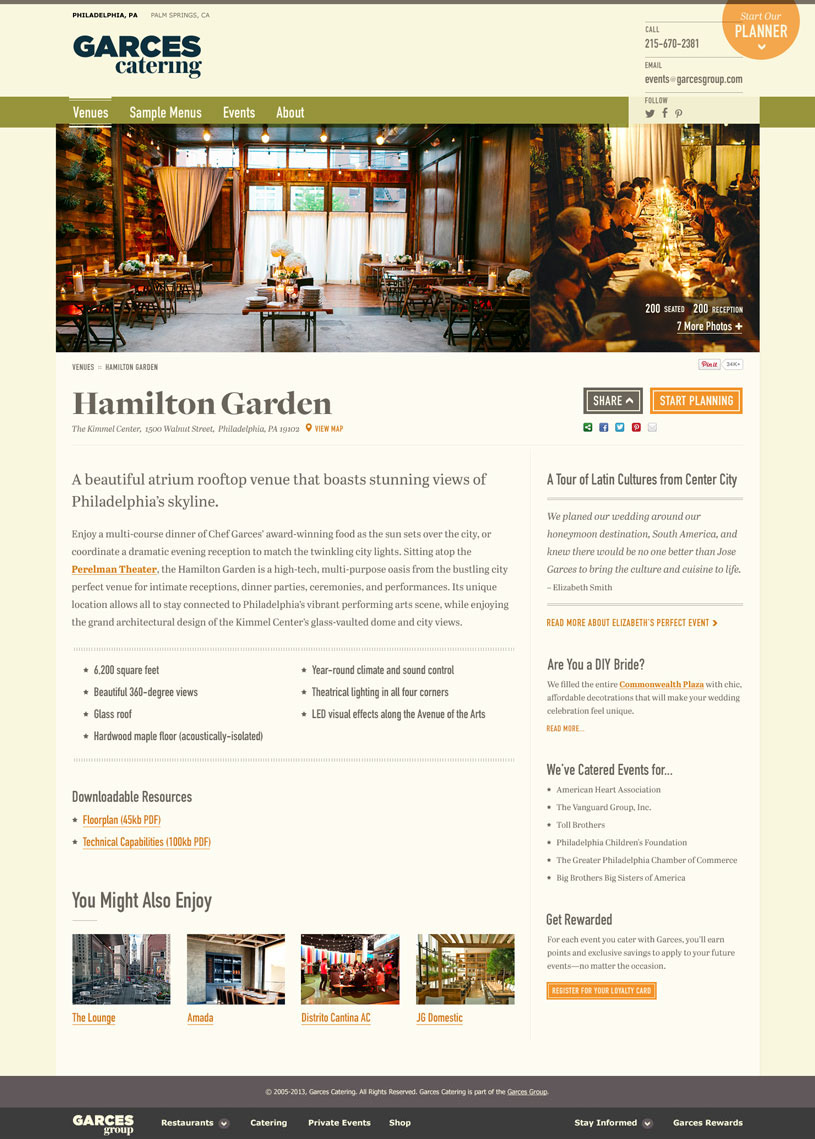 PHILADELPHIA, PA PALM SPRINGS, CA
GARCES
catering
CALL
215-670-2381
EMAIL
events@garcesgroup.com
FOLLOW
Start Our
PLANNER
Venues Sample Menus Events About
200 SEATED 200 RECEPTION
7 More Photos +
VENUES :: HAMILTON GARDEN
Pin it 34K+
Hamilton Garden
The Kimmel Center, 1500 Walnut Street, Philadelphia, PA 19102 VIEW MAP
SHARE
START PLANNING
A beautiful atrium rooftop venue that boasts stunning views of
Philadelphia's skyline.
Enjoy a multi-course dinner of Chef Garces' award-winning food as the sun sets over the city, or
coordinate a dramatic evening reception to match the twinkling city lights. Sitting atop the
Perelman Theater, the Hamilton Garden is a high-tech, multi-purpose oasis from the bustling city
perfect venue for intimate receptions, dinner parties, ceremonies, and performances. Its unique
location allows all to stay connected to Philadelphia's vibrant performing arts scene, while enjoying
the grand architectural design of the Kimmel Center's glass-vaulted dome and city views.
6,200 square feet
Beautiful 360-degree views
Glass roof
Hardwood maple floor (acoustically-isolated)
Year-round climate and sound control
Theatrical lighting in all four corners
LED visual effects along the Avenue of the Arts
Downloadable Resources
Floorplan (45kb PDF)
Technical Capabilities (100kb PDF)
You Might Also Enjoy
The Lounge
Amada
Distrito Cantina AC
JG Domestic
A Tour of Latin Cultures from Center City
We planed our wedding around our
honeymoon destination, South America, and
knew there would be no one better than Jose
Garces to bring the culture and cuisine to life.
– Elizabeth Smith
READ MORE ABOUT ELIZABETH'S PERFECT EVENT
Are You a DIY Bride?
We filled the entire Commonwealth Plaza with chic,
affordable decotrations that will make your wedding
celebration feel unique.
READ MORE...
We've Catered Events for...
American Heart Association
The Vanguard Group, Inc.
Toll Brothers
Philadelphia Children's Foundation
The Greater Philadelphia Chamber of Commerce
Big Brothers Big Sisters of America
Get Rewarded
For each event you cater with Garces, you'll earn
points and exclusive savings to apply to your future
events—no matter the occasion.
REGISTER FOR YOUR LOYALTY CARD
© 2005-2013, Garces Catering. All Rights Reserved. Garces Catering is part of the Garces Group.
GARCES
group
Restaurants Catering Private Events Shop Stay Informed Garces Rewards